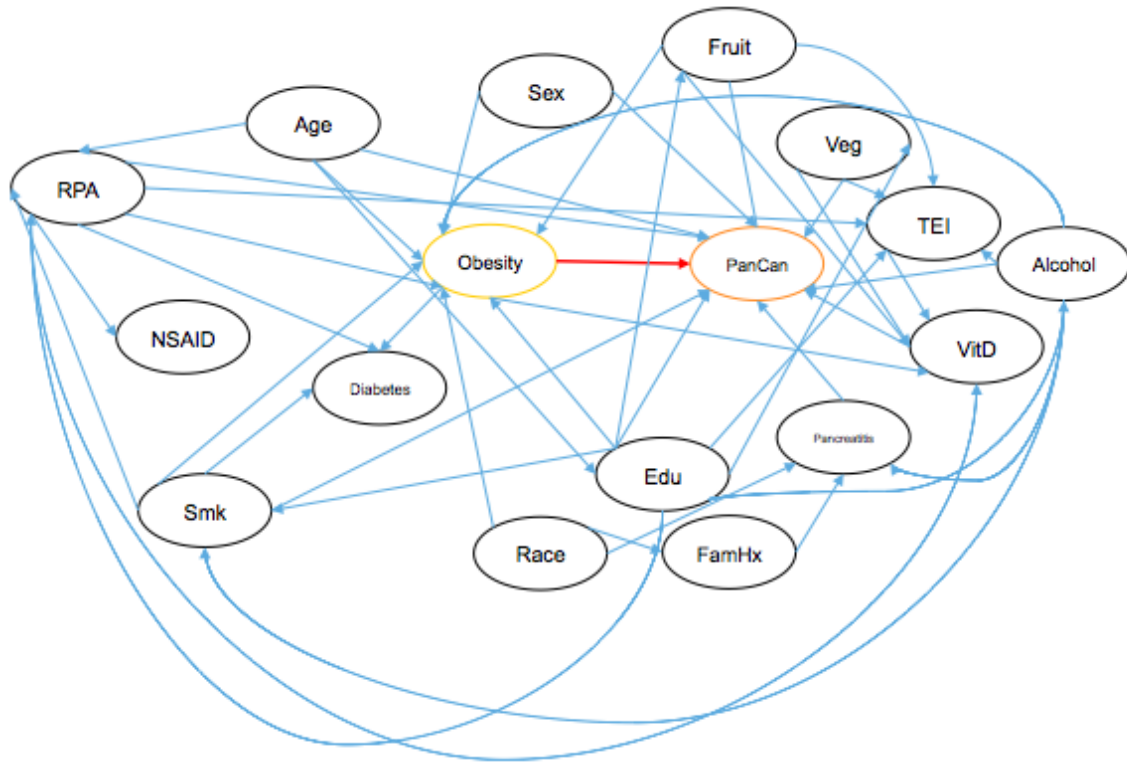 Fruit
Sex
Age
Veg
RPA
TEI
Obesity
PanCan
Alcohol
NSAID
VitD
Diabetes
Pancreatitis
Edu
Smk
Race
FamHx